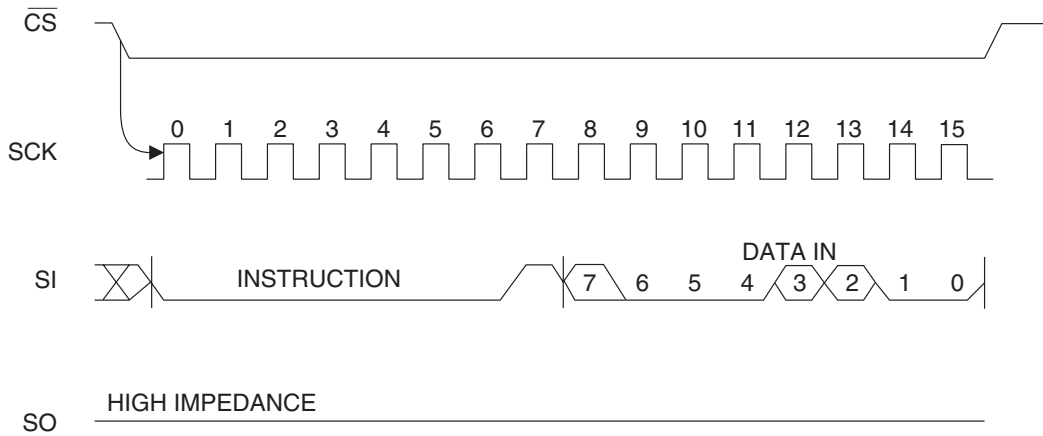 CS
0 1 2 3 4 5 6 7 8 9 10 11 12 13 14 15
SCK
DATA IN
SI
INSTRUCTION
7 6 5 4 3 2 1 0
HIGH IMPEDANCE
SO